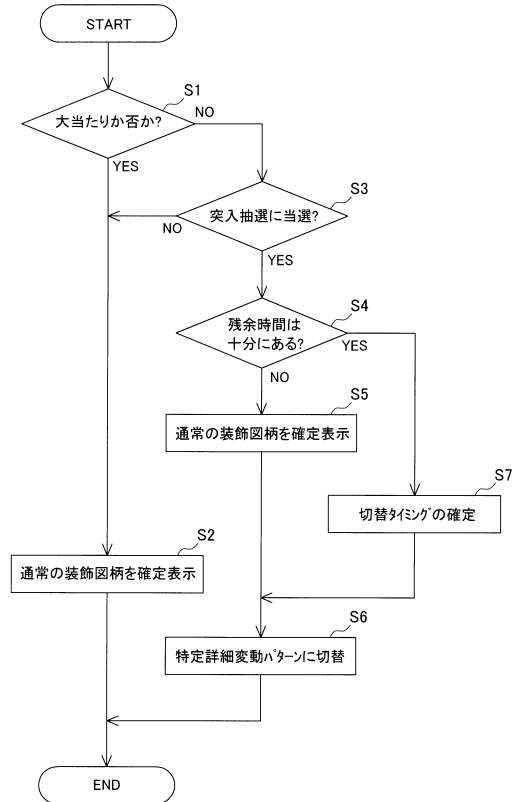 START
S1
大当たりか否か?
NO
YES
S3
突入抽選に当選?
NO
YES
S4
残余時間は
十分にある?
YES
NO
S5
通常の装飾図柄を確定表示
S7
切替ﾀｲﾐﾝｸﾞの確定
S2
通常の装飾図柄を確定表示
S6
特定詳細変動ﾊﾟﾀｰﾝに切替
END